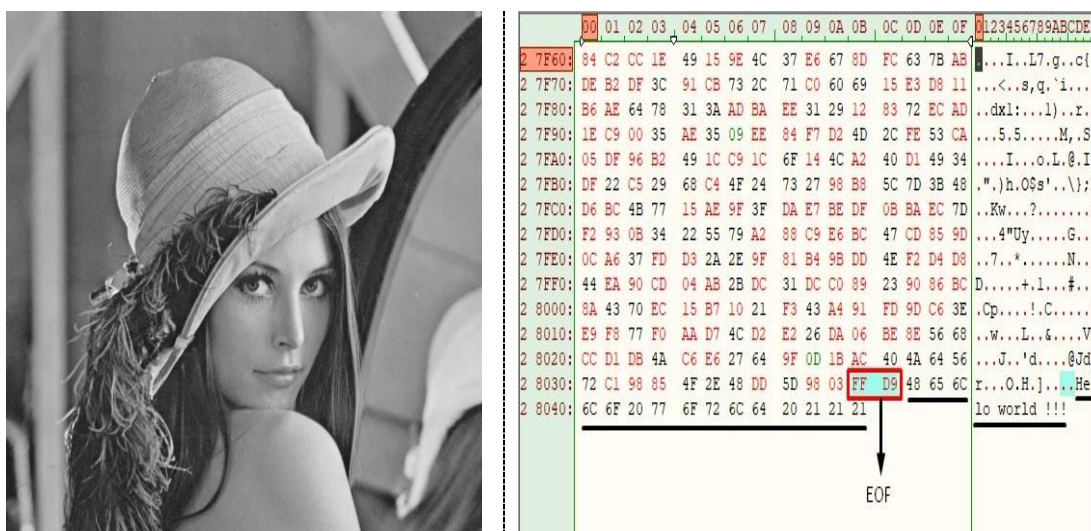 00 01 02 03 04 05 06 07 08 09 0A 0B 0C 0D 0E 0F 0123456789ABCDE
2 7F60: 84 C2 CC 1E 49 15 9E 4C 37 E6 67 8D FC 63 7B AB ....I..L7.g..c{
2 7F70: DE B2 DF 3C 91 CB 73 2C 71 C0 60 69 15 E3 D8 11 ...<..s,q.`i...
2 7F80: B6 AE 64 78 31 3A AD BA EE 31 29 12 83 72 EC AD ..dx1:...1)..r.
2 7F90: 1E C9 00 35 AE 35 09 EE 84 F7 D2 4D 2C FE 53 CA ...5.5.....M,.S
2 7FA0: 05 DF 96 B2 49 1C C9 1C 6F 14 4C A2 40 D1 49 34 ....I...o.L.@.I
2 7FB0: DF 22 C5 29 68 C4 4F 24 73 27 98 B8 5C 7D 3B 48 .".)h.O$s'..\};
2 7FC0: D6 BC 4B 77 15 AE 9F 3F DA E7 BE DF 0B BA EC 7D ..Kw...?.......
2 7FD0: F2 93 0B 34 22 55 79 A2 88 C9 E6 BC 47 CD 85 9D ...4"Uy.....G..
2 7FE0: 0C A6 37 FD D3 2A 2E 9F 81 B4 9B DD 4E F2 D4 D8 ..7..*......N..
2 7FF0: 44 EA 90 CD 04 AB 2B DC 31 DC C0 89 23 90 86 BC D.....+.1...#..
2 8000: 8A 43 70 EC 15 B7 10 21 F3 43 A4 91 FD 9D C6 3E .Cp....!.C.....
2 8010: E9 F8 77 F0 AA D7 4C D2 E2 26 DA 06 BE 8E 56 68 ..w...L..&....V
2 8020: CC D1 DB 4A C6 E6 27 64 9F 0D 1B AC 40 4A 64 56 ...J..'d....@Jd
2 8030: 72 C1 98 85 4F 2E 48 DD 5D 98 03 FF D9 48 65 6C r...O.H.]....He
2 8040: 6C 6F 20 77 6F 72 6C 64 20 21 21 21 lo world !!!
EOF